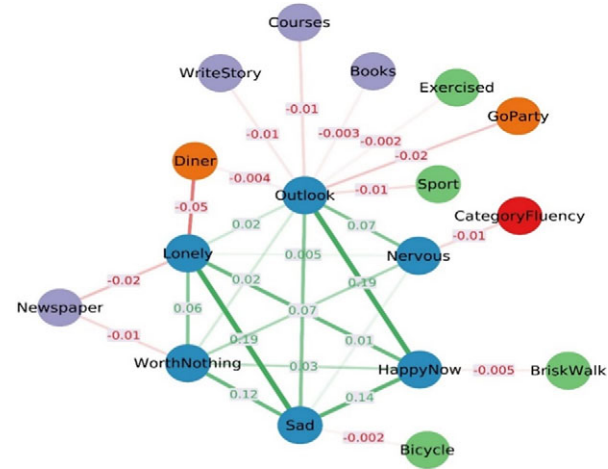 Courses
WriteStory
Books
Exercised
GoParty
-0.01
-0.01
-0.003
-0.002
-0.02
Diner
-0.004
-0.01
Sport
Outlook
-0.05
CategoryFluency
-0.01
0.02
0.07
Lonely
0.005
Nervous
-0.02
0.02
0.19
Newspaper
0.06
0.07
-0.01
0.19
0.01
WorthNothing
0.03
HappyNow
-0.005
BriskWalk
0.12
0.14
Sad
-0.002
Bicycle